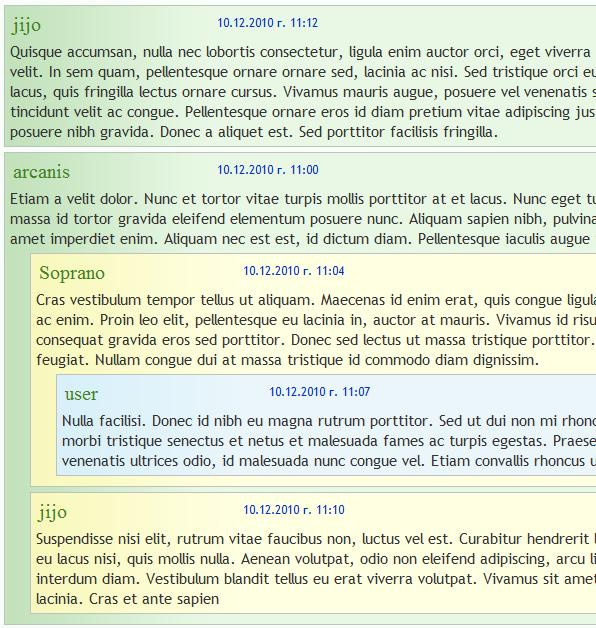 jijo 10.12.2010 г. 11:12
Quisque accumsan, nulla nec lobortis consectetur, ligula enim auctor orci, eget viverra
velit. In sem quam, pellentesque ornare ornare sed, lacinia ac nisi. Sed tristique orci eu
lacus, quis fringilla lectus ornare cursus. Vivamus mauris augue, posuere vel venenatis s
tincidunt velit ac congue. Pellentesque ornare eros id diam pretium vitae adipiscing jus
posuere nibh gravida. Donec a aliquet est. Sed porttitor facilisis fringilla.
arcanis 10.12.2010 г. 11:00
Etiam a velit dolor. Nunc et tortor vitae turpis mollis porttitor at et lacus. Nunc eget tu
massa id tortor gravida eleifend elementum posuere nunc. Aliquam sapien nibh, pulvina
amet imperdiet enim. Aliquam nec est est, id dictum diam. Pellentesque iaculis augue
Soprano 10.12.2010 г. 11:04
Cras vestibulum tempor tellus ut aliquam. Maecenas id enim erat, quis congue ligula
ac enim. Proin leo elit, pellentesque eu lacinia in, auctor at mauris. Vivamus id risu
consequat gravida eros sed porttitor. Donec sed lectus ut massa tristique porttitor.
feugiat. Nullam congue dui at massa tristique id commodo diam dignissim.
user 10.12.2010 г. 11:07
Nulla facilisi. Donec id nibh eu magna rutrum porttitor. Sed ut dui non mi rhonc
morbi tristique senectus et netus et malesuada fames ac turpis egestas. Praese
venenatis ultrices odio, id malesuada nunc congue vel. Etiam convallis rhoncus u
jijo 10.12.2010 г. 11:10
Suspendisse nisi elit, rutrum vitae faucibus non, luctus vel est. Curabitur hendrerit l
eu lacus nisi, quis mollis nulla. Aenean volutpat, odio non eleifend adipiscing, arcu li
interdum diam. Vestibulum blandit tellus eu erat viverra volutpat. Vivamus sit amet
lacinia. Cras et ante sapien